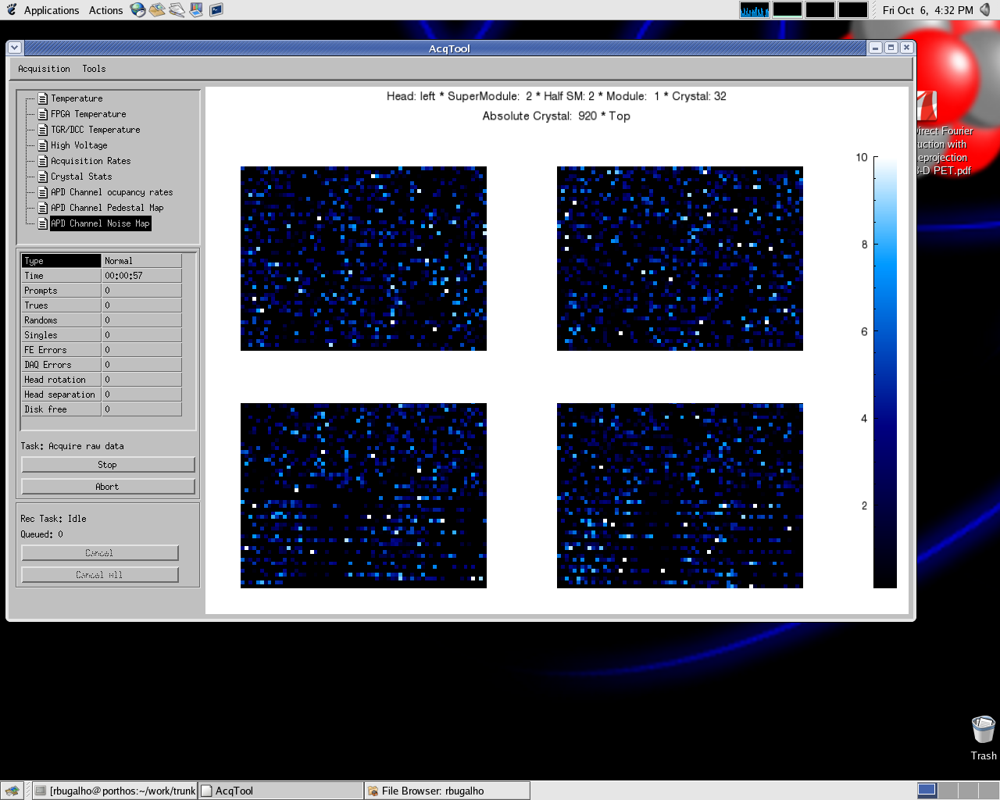 Applications Actions Fri Oct 6, 4:32 PM
AcqTool
Acquisition Tools
Temperature
FPGA Temperature
TGR/DCC Temperature
High Voltage
Acquisition Rates
Crystal Stats
APD Channel ocupancy rates
APD Channel Pedestal Map
APD Channel Noise Map
Type Normal
Time 00:00:57
Prompts 0
Trues 0
Randoms 0
Singles 0
FE Errors 0
DAQ Errors 0
Head rotation 0
Head separation 0
Disk free 0
Task: Acquire raw data
Stop
Abort
Rec Task: Idle
Queued: 0
Cancel
Cancel All
Head: left * SuperModule: 2 * Half SM: 2 * Module: 1 * Crystal: 32
Absolute Crystal: 920 * Top
10
8
6
4
2
irect Fourier
uction with
eprojection
-D PET.pdf
Trash
[rbugalho@porthos:~/work/trunk
AcqTool
File Browser: rbugalho